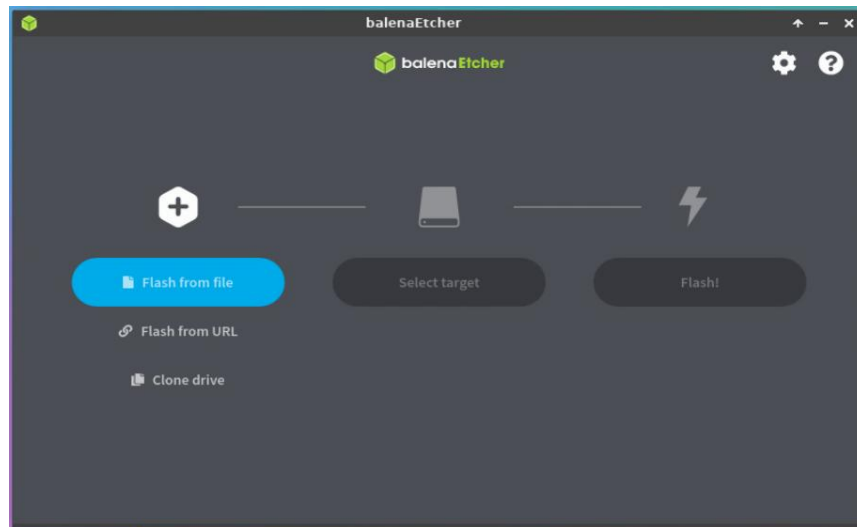 balenaEtcher
balenaEtcher
Flash from file
Select target
Flash!
Flash from URL
Clone drive